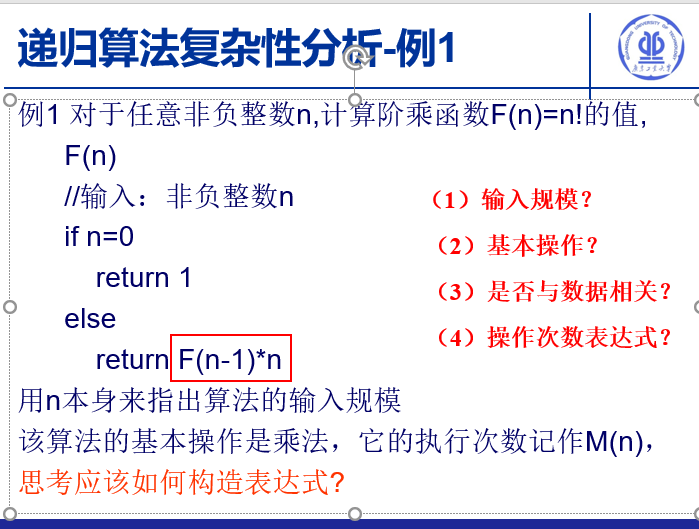 递归算法复杂性分析-例1
例1 对于任意非负整数n,计算阶乘函数F(n)=n!的值,
F(n)
//输入：非负整数n
if n=0
return 1
else
return F(n-1)*n
（1）输入规模？
（2）基本操作？
（3）是否与数据相关？
（4）操作次数表达式？
用n本身来指出算法的输入规模
该算法的基本操作是乘法，它的执行次数记作M(n)，
思考应该如何构造表达式?